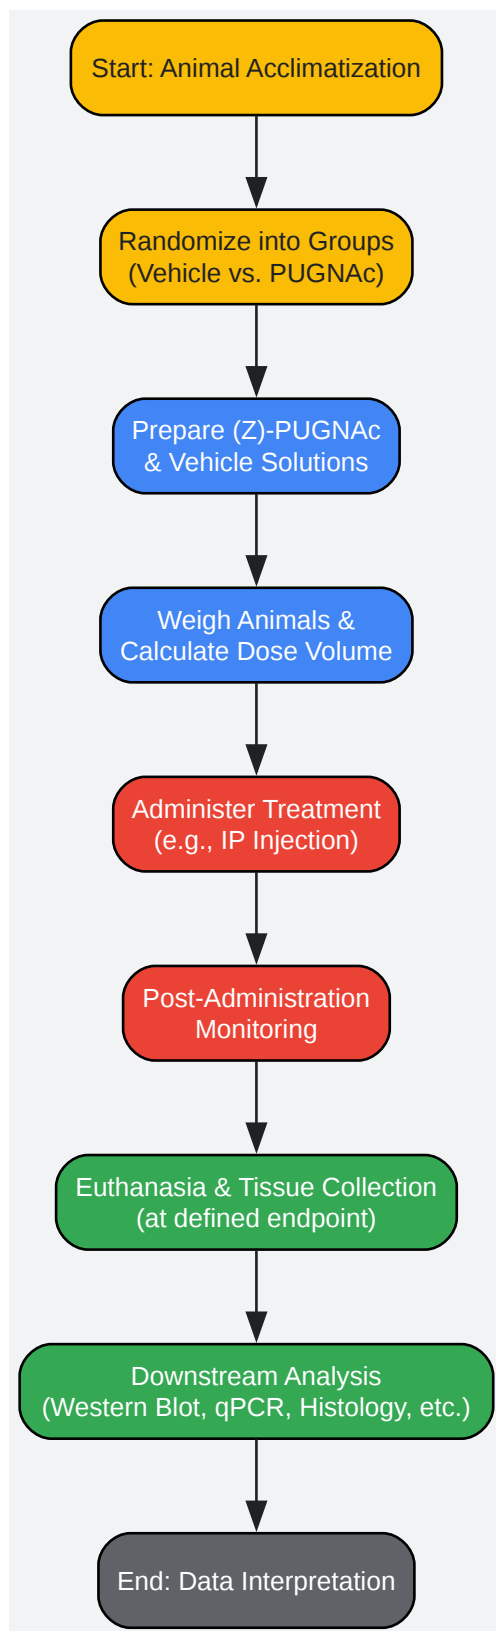 Start: Animal Acclimatization
Randomize into Groups
(Vehicle vs. PUGNAc)
Prepare (Z)-PUGNAc
& Vehicle Solutions
Weigh Animals &
Calculate Dose Volume
Administer Treatment
(e.g., IP Injection)
Post-Administration
Monitoring
Euthanasia & Tissue Collection
(at defined endpoint)
Downstream Analysis
(Western Blot, qPCR, Histology, etc.)
End: Data Interpretation